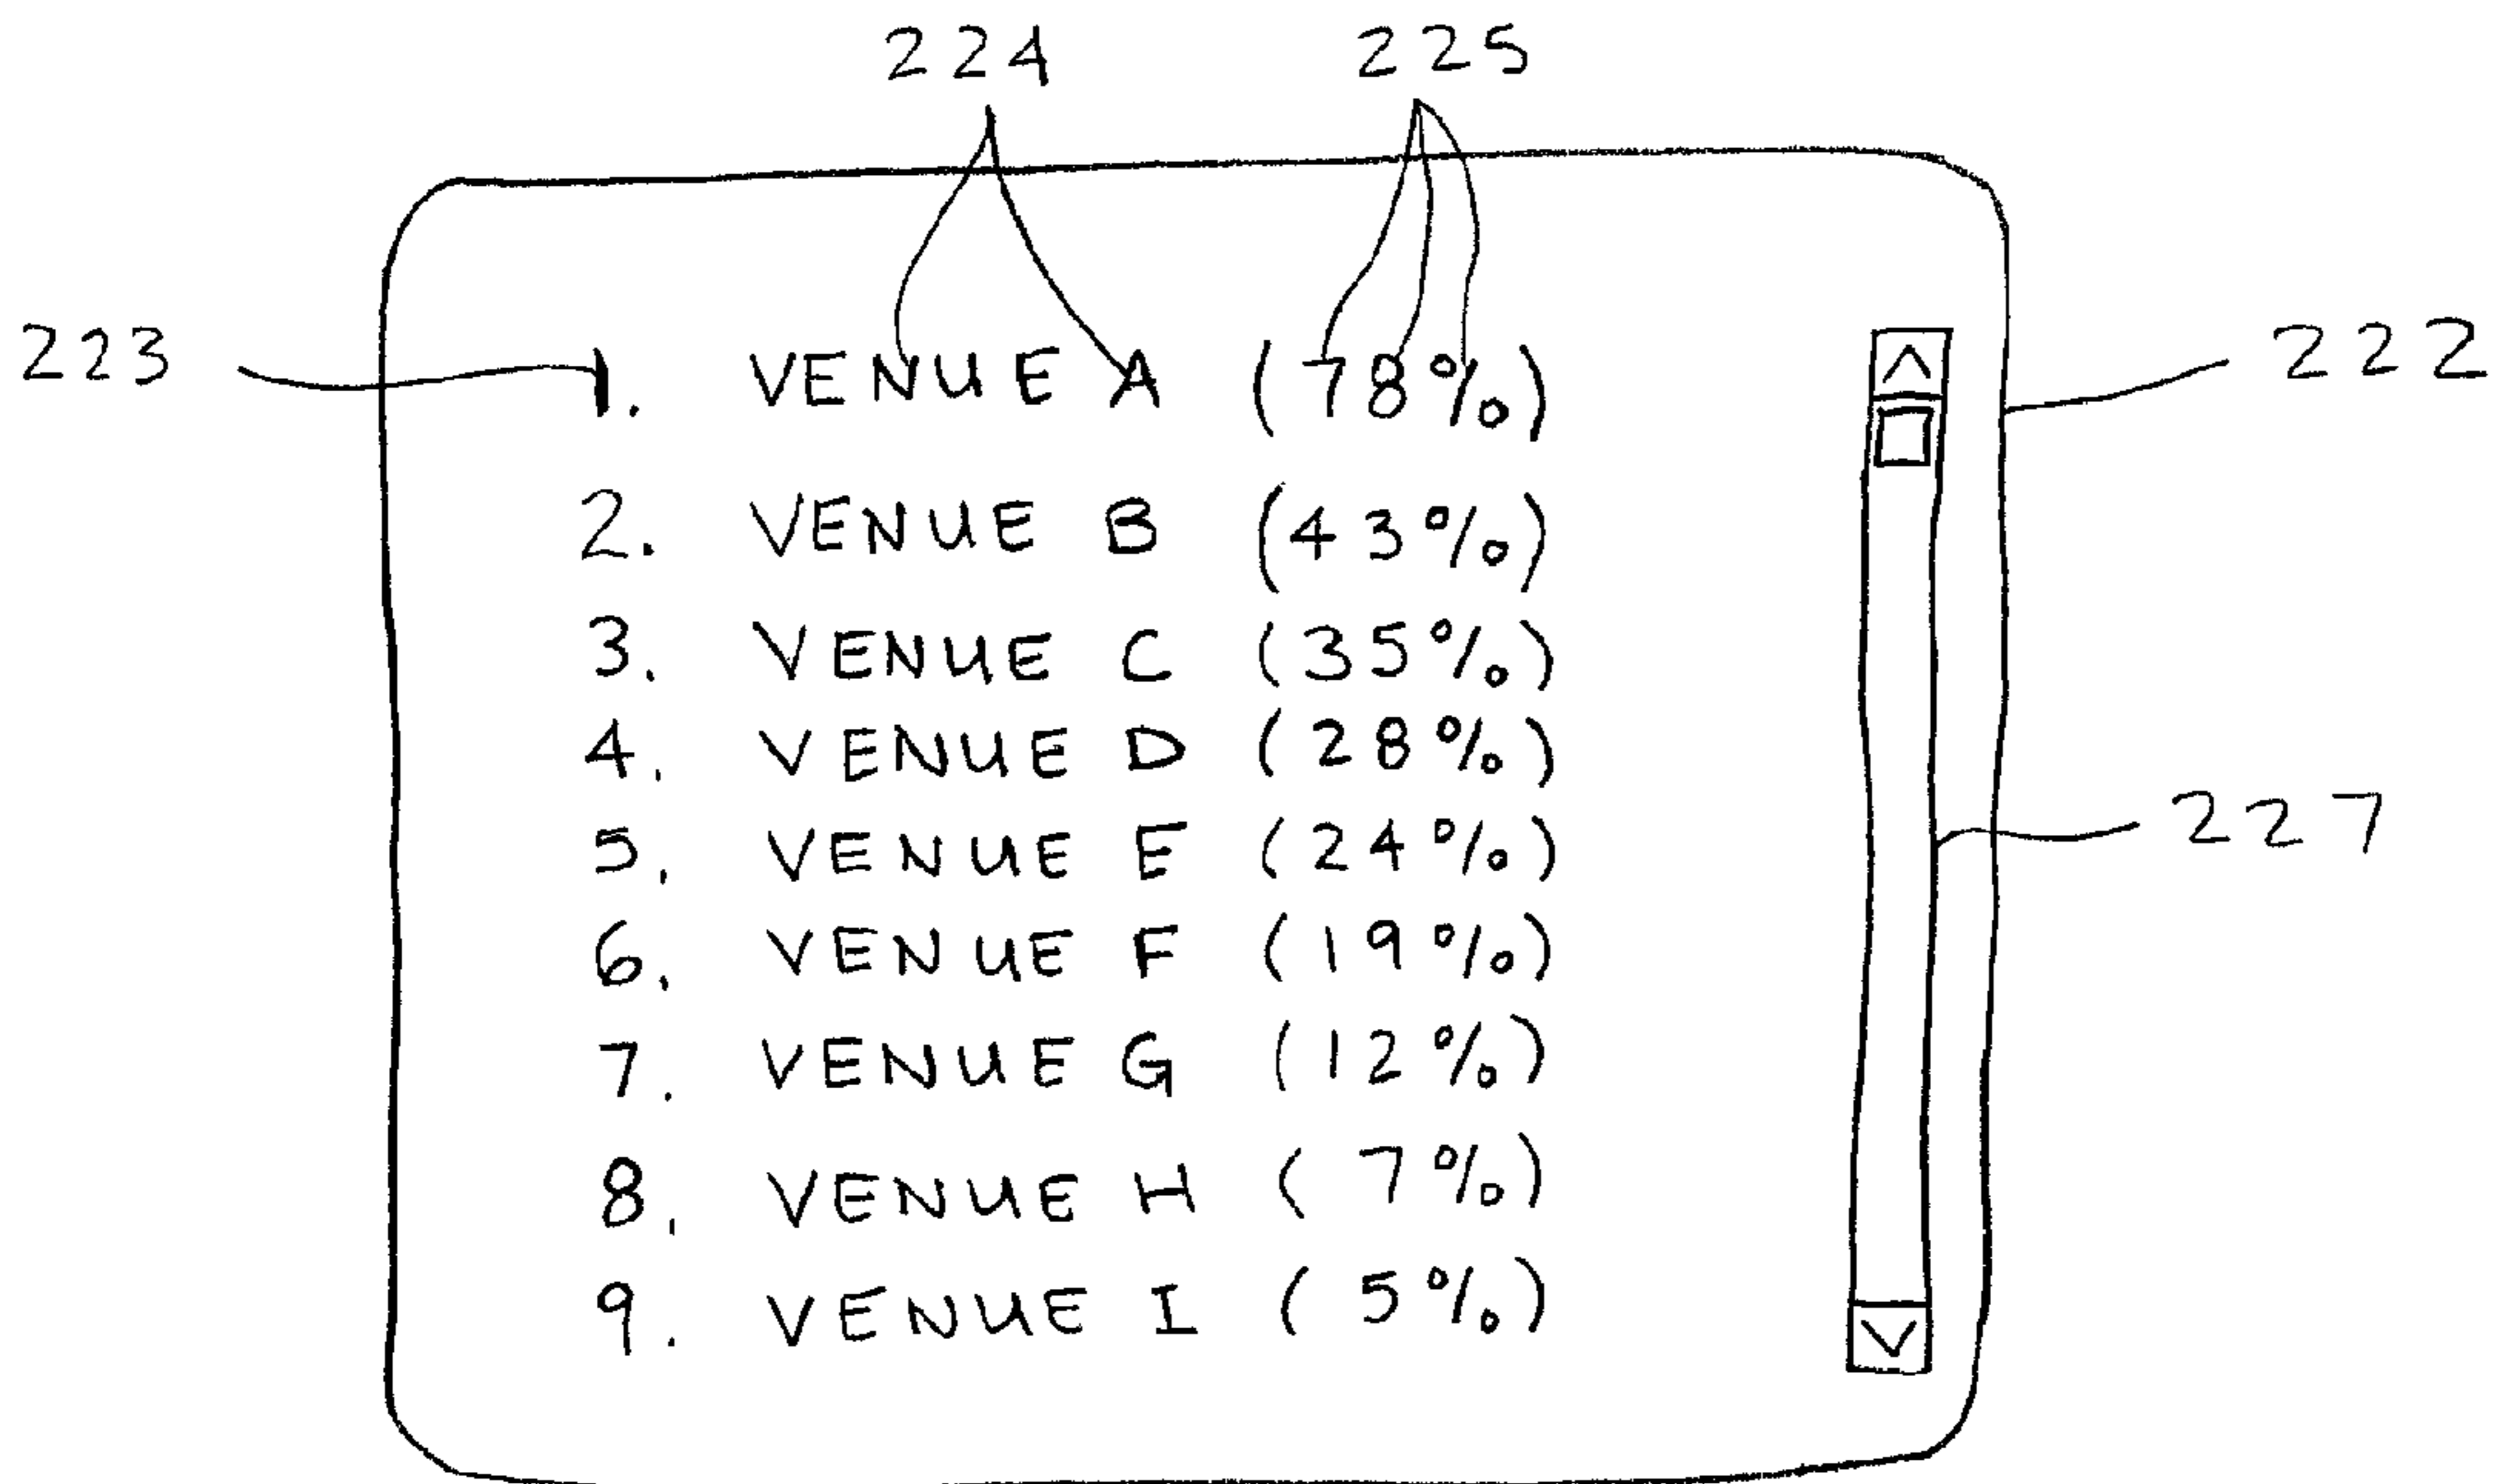 224 225
223 1. VENUE A (78%) 222
2. VENUE B (43%)
3. VENUE C (35%)
4. VENUE D (28%)
5. VENUE E (24%)
227
6. VENUE F (19%)
7. VENUE G (12%)
8. VENUE H (7%)
9. VENUE I (5%)